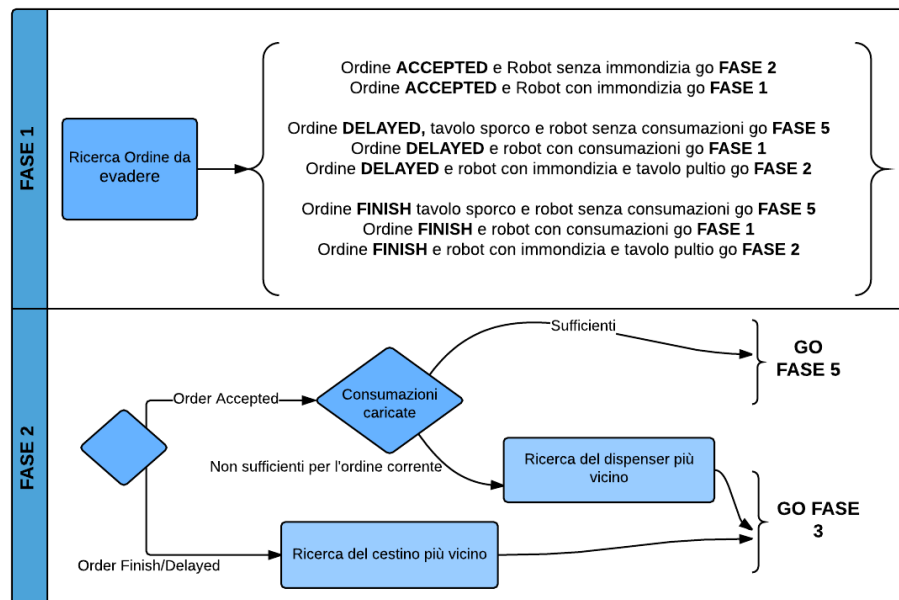 FASE 1
Ricerca Ordine da
evadere
Ordine ACCEPTED e Robot senza immondizia go FASE 2
Ordine ACCEPTED e Robot con immondizia go FASE 1
Ordine DELAYED, tavolo sporco e robot senza consumazioni go FASE 5
Ordine DELAYED e robot con consumazioni go FASE 1
Ordine DELAYED e robot con immondizia e tavolo pultio go FASE 2
Ordine FINISH tavolo sporco e robot senza consumazioni go FASE 5
Ordine FINISH e robot con consumazioni go FASE 1
Ordine FINISH e robot con immondizia e tavolo pultio go FASE 2
FASE 2
Order Accepted
Consumazioni
caricate
Sufficienti
GO
FASE 5
Non sufficienti per l'ordine corrente
Ricerca del dispenser più
vicino
GO FASE
3
Order Finish/Delayed
Ricerca del cestino più vicino